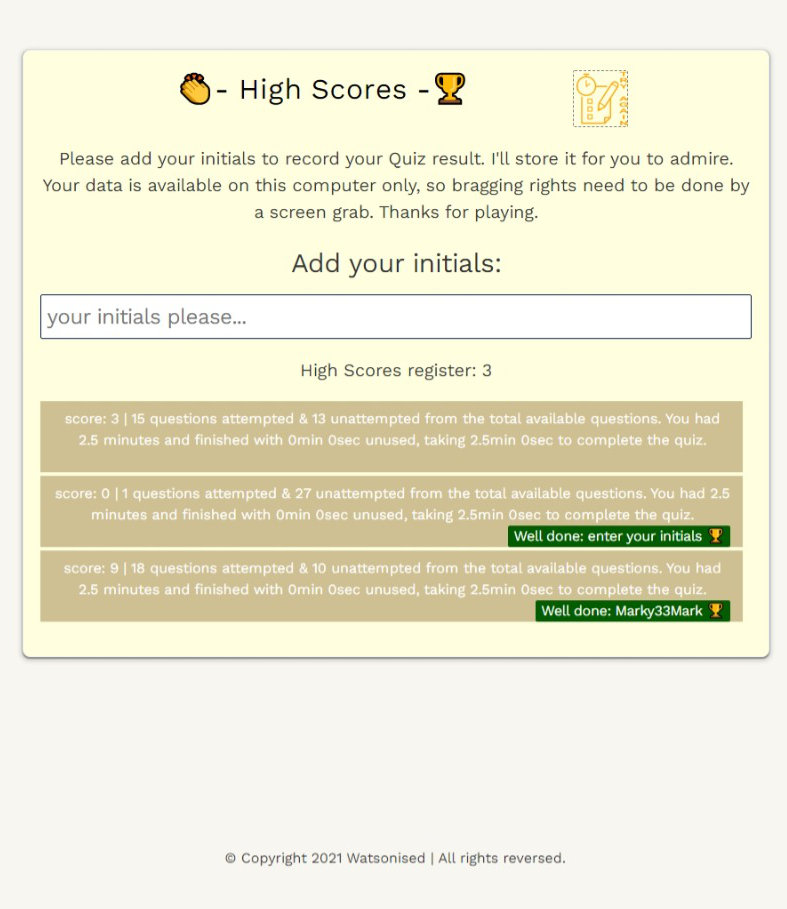 👏- High Scores -🏆
Please add your initials to record your Quiz result. I'll store it for you to admire.
Your data is available on this computer only, so bragging rights need to be done by
a screen grab. Thanks for playing.
Add your initials:
your initials please...
High Scores register: 3
score: 3 | 15 questions attempted & 13 unattempted from the total available questions. You had
2.5 minutes and finished with 0min 0sec unused, taking 2.5min 0sec to complete the quiz.
score: 0 | 1 questions attempted & 27 unattempted from the total available questions. You had 2.5
minutes and finished with 0min 0sec unused, taking 2.5min 0sec to complete the quiz.
Well done: enter your initials 🏆
score: 9 | 18 questions attempted & 10 unattempted from the total available questions. You had
2.5 minutes and finished with 0min 0sec unused, taking 2.5min 0sec to complete the quiz.
Well done: Marky33Mark 🏆
© Copyright 2021 Watsonised | All rights reversed.